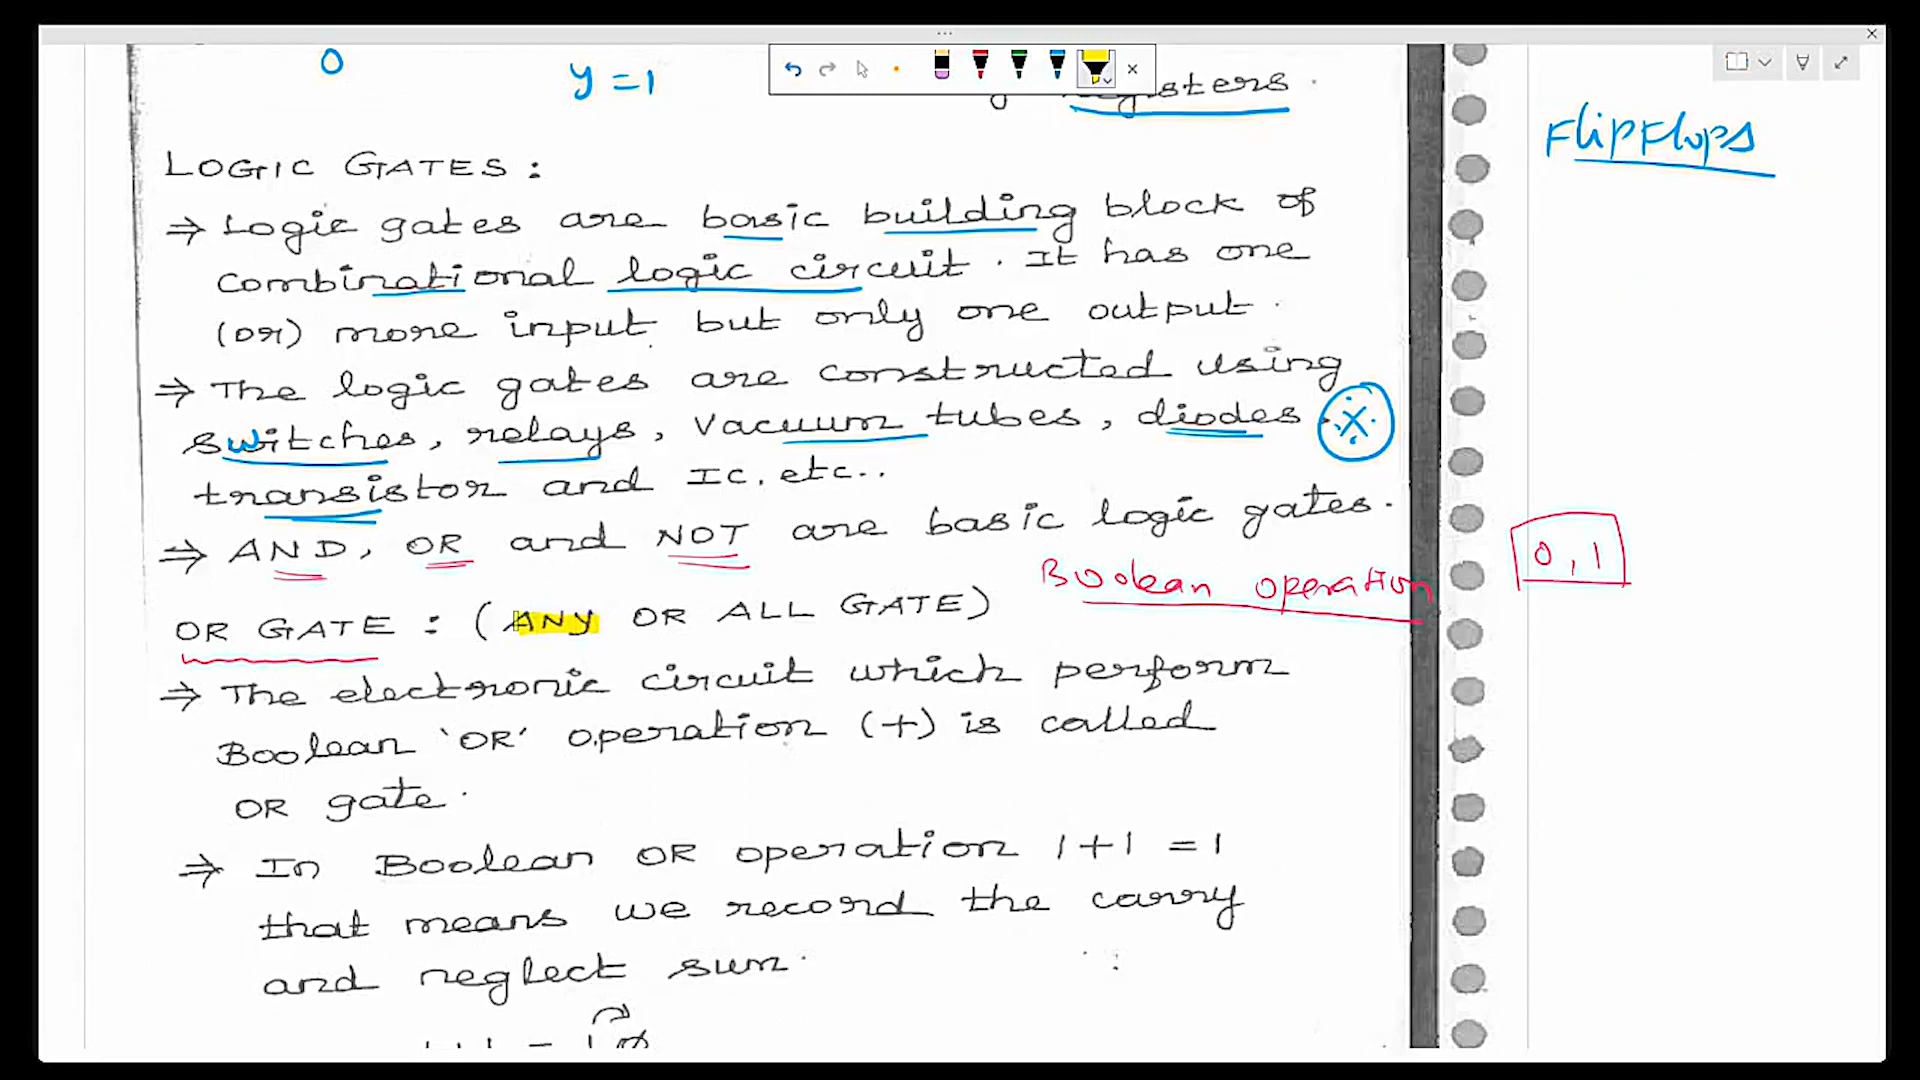 0
y = 1
Flipflops
LOGIC GATES :
⇒ Logic gates are basic building block of
combinational logic circuit. It has one
(or) more input but only one output.
⇒ The logic gates are constructed using
switches, relays, Vacuum tubes, diodes
transistor and Ic. etc..
⇒ AND, OR and NOT are basic logic gates.
Boolean operation
0, 1
OR GATE : (ANY OR ALL GATE)
⇒ The electronic circuit which perform
Boolean 'OR' operation (+) is called
OR gate.
⇒ In Boolean OR operation 1+1 = 1
that means we record the carry
and neglect sum.